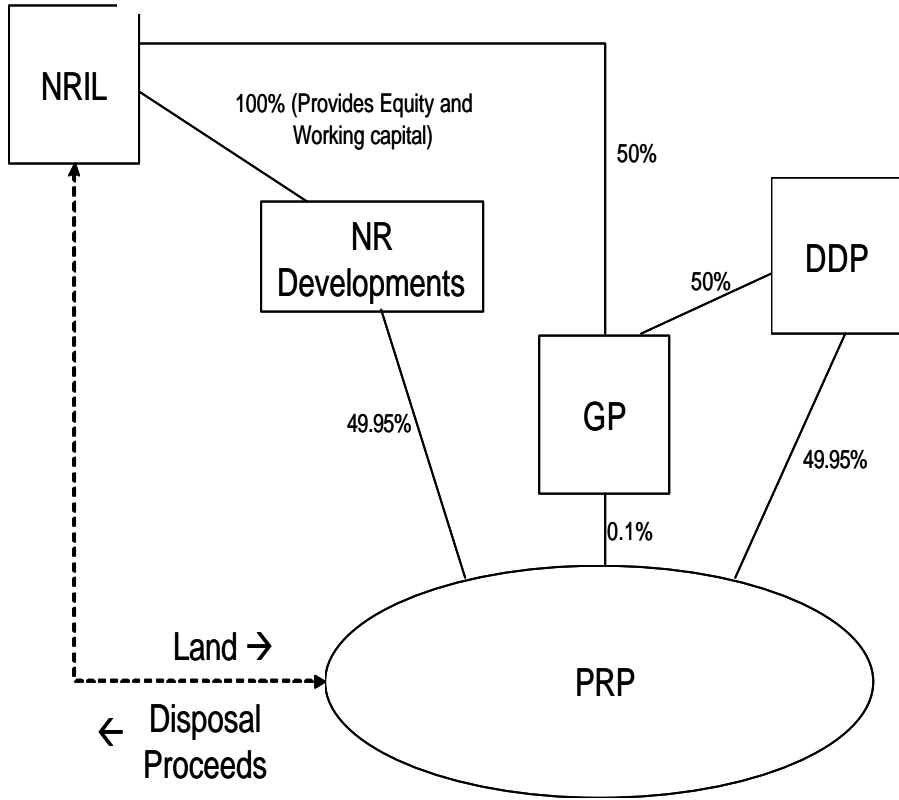 NRIL
100% (Provides Equity and
Working capital)
50%
NR
Developments
DDP
50%
GP
49.95%
49.95%
0.1%
Land →
PRP
← Disposal
Proceeds